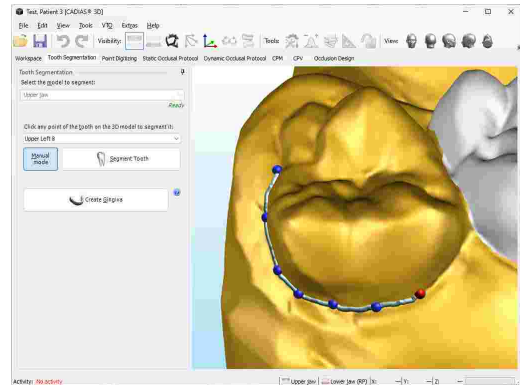 Test, Patient 3 [CADIAS® 3D]
File Edit View Tools VTO Extras Help
Visibility: Tools: View:
Workspace Tooth Segmentation Point Digitizing Static Occlusal Protocol Dynamic Occlusal Protocol CPM CPV Occlusion Design
Tooth Segmentation
Select the model to segment:
Upper Jaw
Ready
Click any point of the tooth on the 3D model to segment it:
Upper Left 8
Manual mode
Segment Tooth
Create Gingiva
Activity: No activity
Upper Jaw Lower Jaw (RP) X: — Y: — Z: —